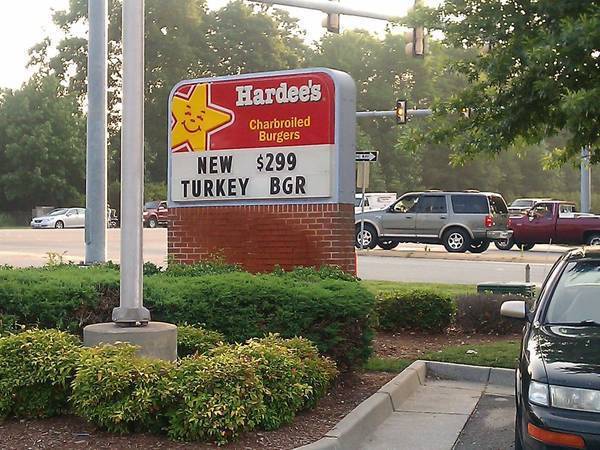 Hardee's
Charbroiled
Burgers
NEW $299
TURKEY BGR